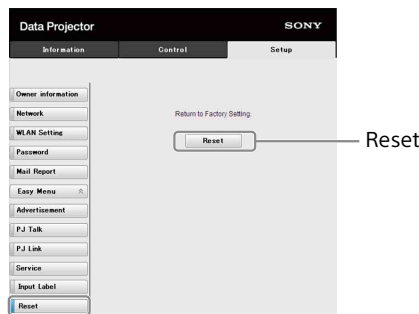 Data Projector
SONY
Information
Control
Setup
Owner information
Network
WLAN Setting
Password
Mail Report
Easy Menu
Advertisement
PJ Talk
PJ Link
Service
Input Label
Reset
Return to Factory Setting.
Reset
Reset